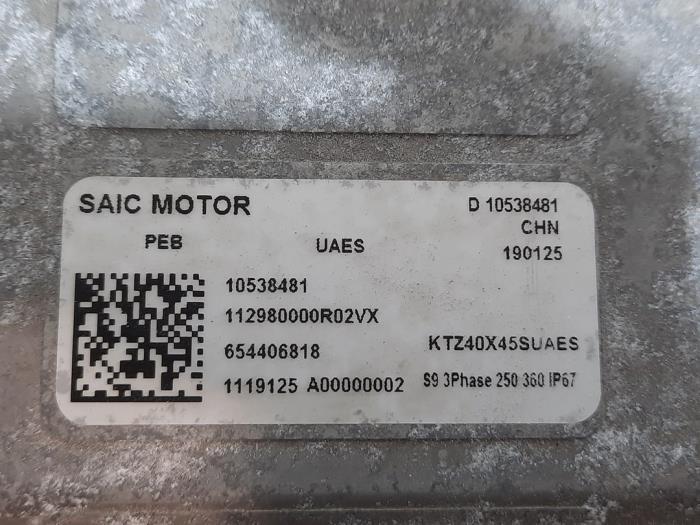 SAIC MOTOR
D 10538481
CHN
PEB
UAES
190125
10538481
112980000R02VX
654406818
KTZ40X45SUAES
1119125 A00000002
S9 3Phase 250 360 IP67